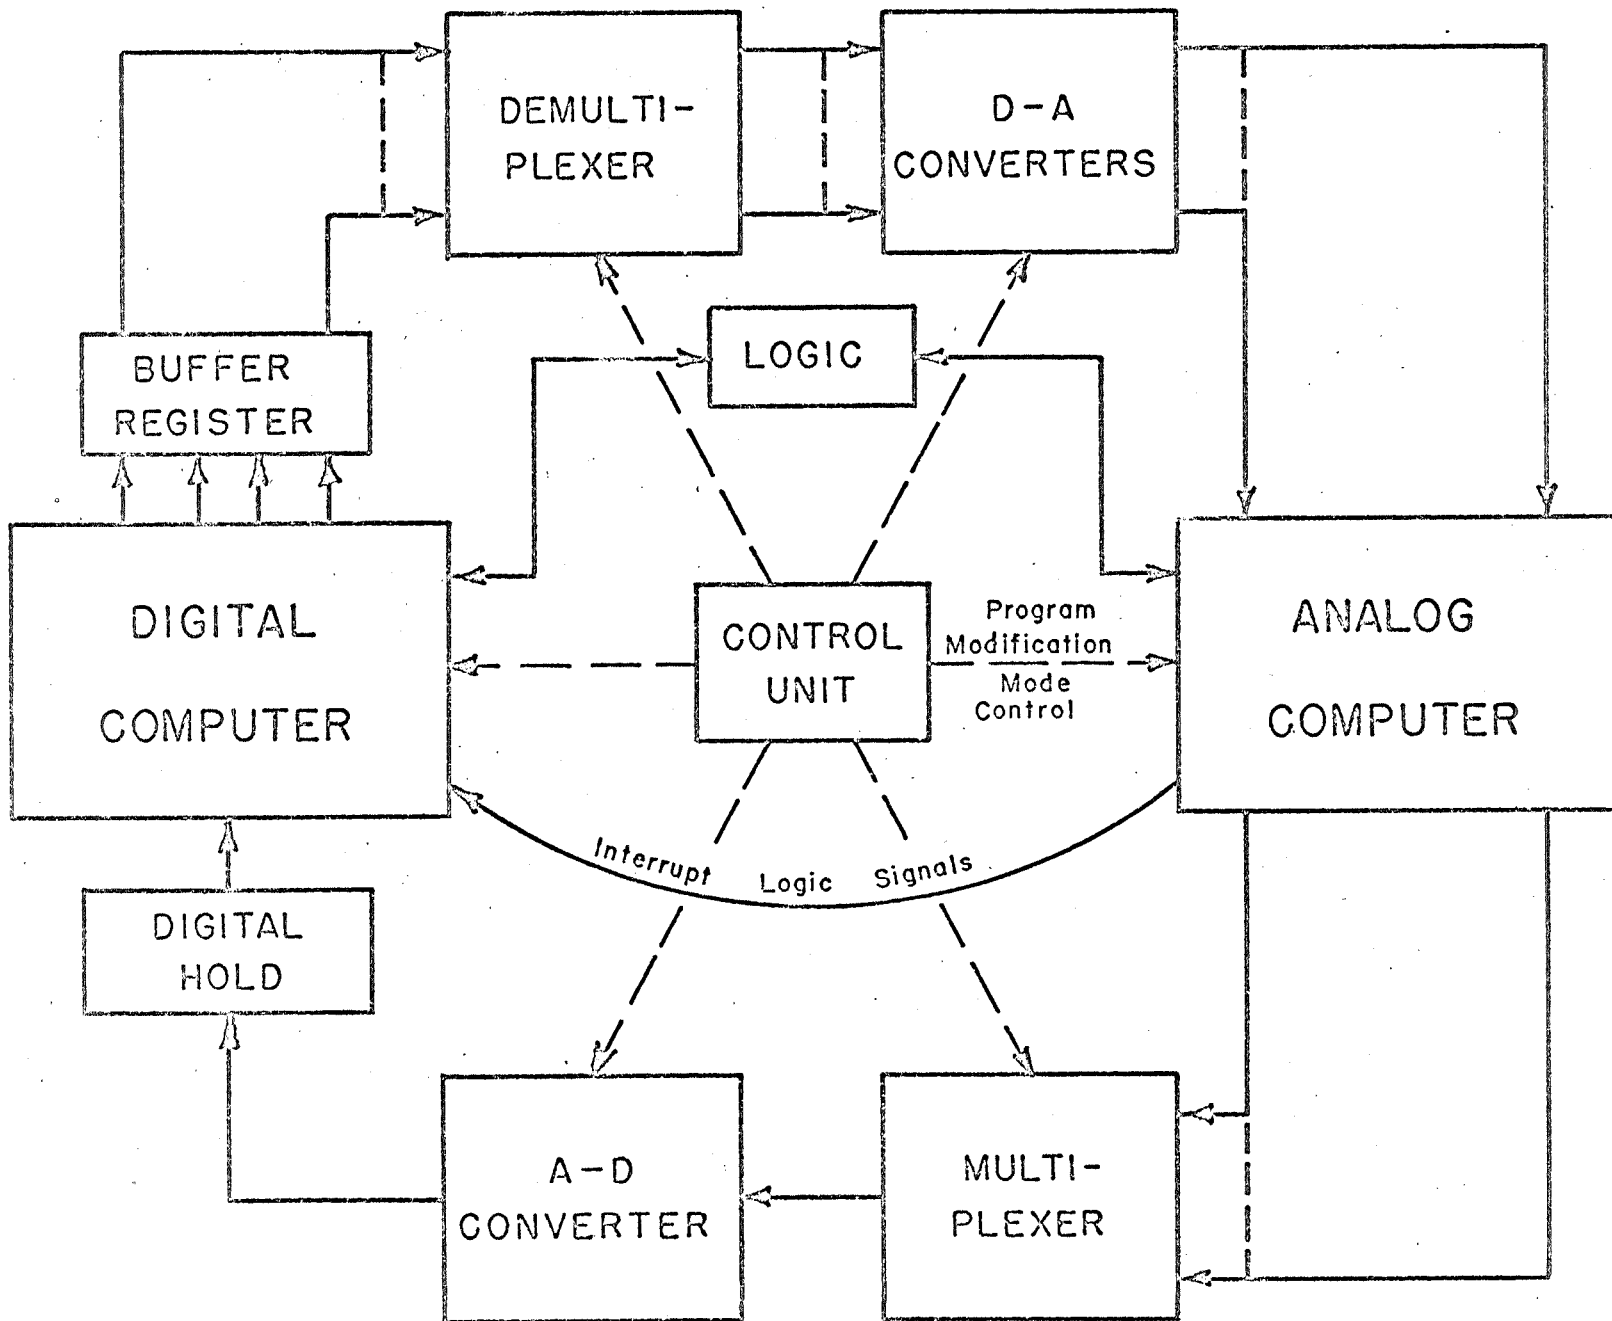 DEMULTI-
PLEXER
D-A
CONVERTERS
BUFFER
REGISTER
LOGIC
DIGITAL
COMPUTER
CONTROL
UNIT
Program
Modification
Mode
Control
ANALOG
COMPUTER
Interrupt Logic Signals
DIGITAL
HOLD
A-D
CONVERTER
MULTI-
PLEXER